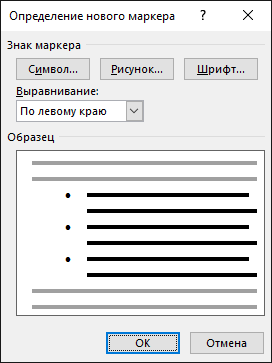 Определение нового маркера
Знак маркера
Символ... Рисунок... Шрифт...
Выравнивание:
По левому краю
Образец
ОК Отмена